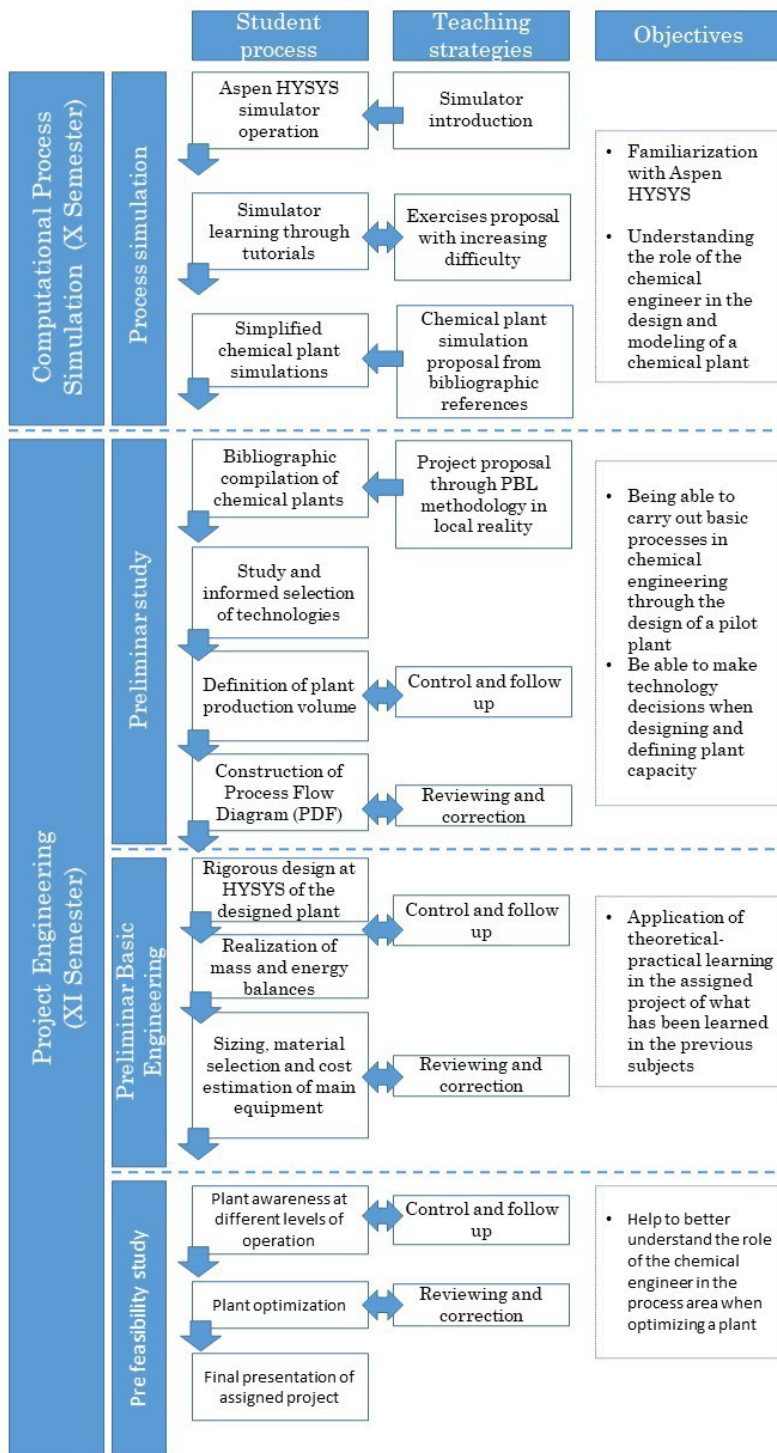 Student
process
Teaching
strategies
Objectives
Computational Process
Simulation (X Semester)
Process simulation
Aspen HYSYS
simulator
operation
Simulator
introduction
Simulator
learning through
tutorials
Exercises proposal
with increasing
difficulty
Simplified
chemical plant
simulations
Chemical plant
simulation
proposal from
bibliographic
references
• Familiarization
with Aspen
HYSYS
• Understanding
the role of the
chemical
engineer in the
design and
modeling of a
chemical plant
Project Engineering
(XI Semester)
Preliminar study
Bibliographic
compilation of
chemical plants
Project proposal
through PBL
methodology in
local reality
Study and
informed selection
of technologies
Definition of plant
production volume
Control and follow
up
Construction of
Process Flow
Diagram (PDF)
Reviewing and
correction
• Being able to
carry out basic
processes in
chemical
engineering
through the
design of a pilot
plant
• Be able to make
technology
decisions when
designing and
defining plant
capacity
Preliminar Basic
Engineering
Rigorous design at
HYSYS of the
designed plant
Control and follow
up
Realization of
mass and energy
balances
Sizing, material
selection and cost
estimation of main
equipment
Reviewing and
correction
• Application of
theoretical-
practical learning
in the assigned
project of what
has been learned
in the previous
subjects
Pre feasibility study
Plant awareness at
different levels of
operation
Control and follow
up
Plant optimization
Reviewing and
correction
Final presentation of
assigned project
• Help to better
understand the role
of the chemical
engineer in the
process area when
optimizing a plant